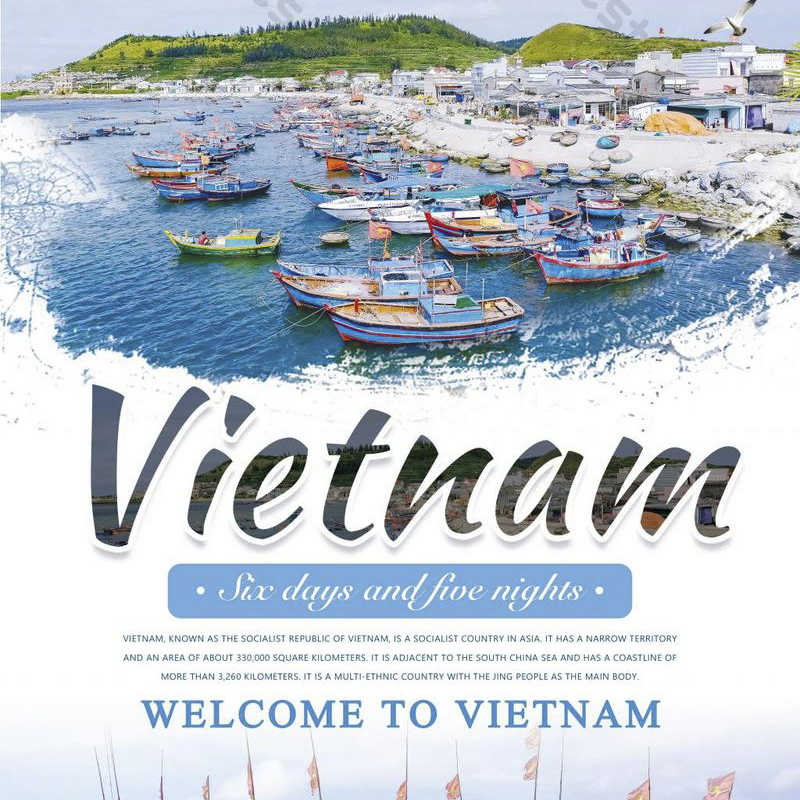 Vietnam
• Six days and five nights •
VIETNAM, KNOWN AS THE SOCIALIST REPUBLIC OF VIETNAM, IS A SOCIALIST COUNTRY IN ASIA. IT HAS A NARROW TERRITORY
AND AN AREA OF ABOUT 330,000 SQUARE KILOMETERS. IT IS ADJACENT TO THE SOUTH CHINA SEA AND HAS A COASTLINE OF
MORE THAN 3,260 KILOMETERS. IT IS A MULTI-ETHNIC COUNTRY WITH THE JING PEOPLE AS THE MAIN BODY.
WELCOME TO VIETNAM